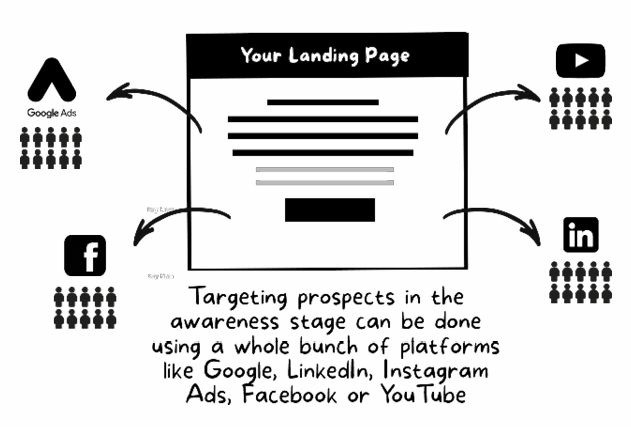 Your Landing Page
Google Ads
f
in
Targeting prospects in the
awareness stage can be done
using a whole bunch of platforms
like Google, LinkedIn, Instagram
Ads, Facebook or YouTube